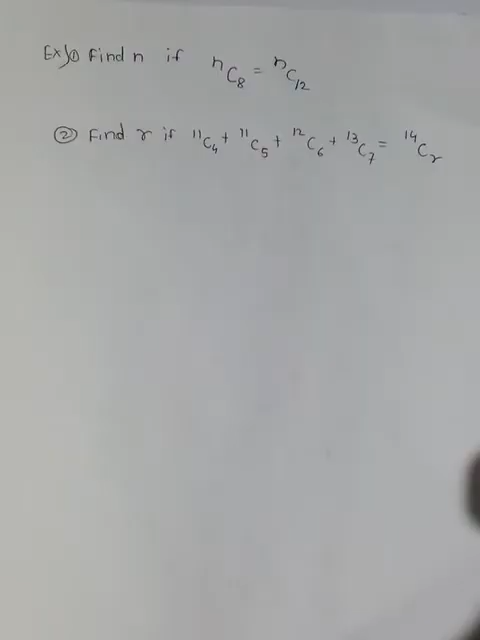 Ex) ① Find n if ⁿC₈ = ⁿC₁₂
② Find r if ¹¹C₄ + ¹¹C₅ + ¹²C₆ + ¹³C₇ = ¹⁴Cᵣ